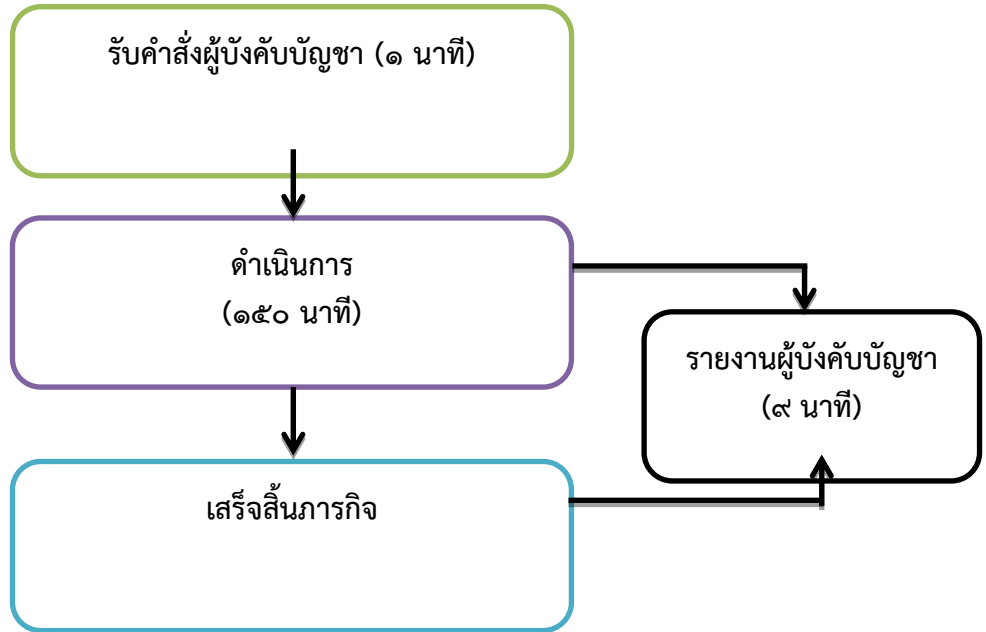 รับคำสั่งผู้บังคับบัญชา (๑ นาที)
ดำเนินการ
(๑๕๐ นาที)
รายงานผู้บังคับบัญชา
(๙ นาที)
เสร็จสิ้นภารกิจ